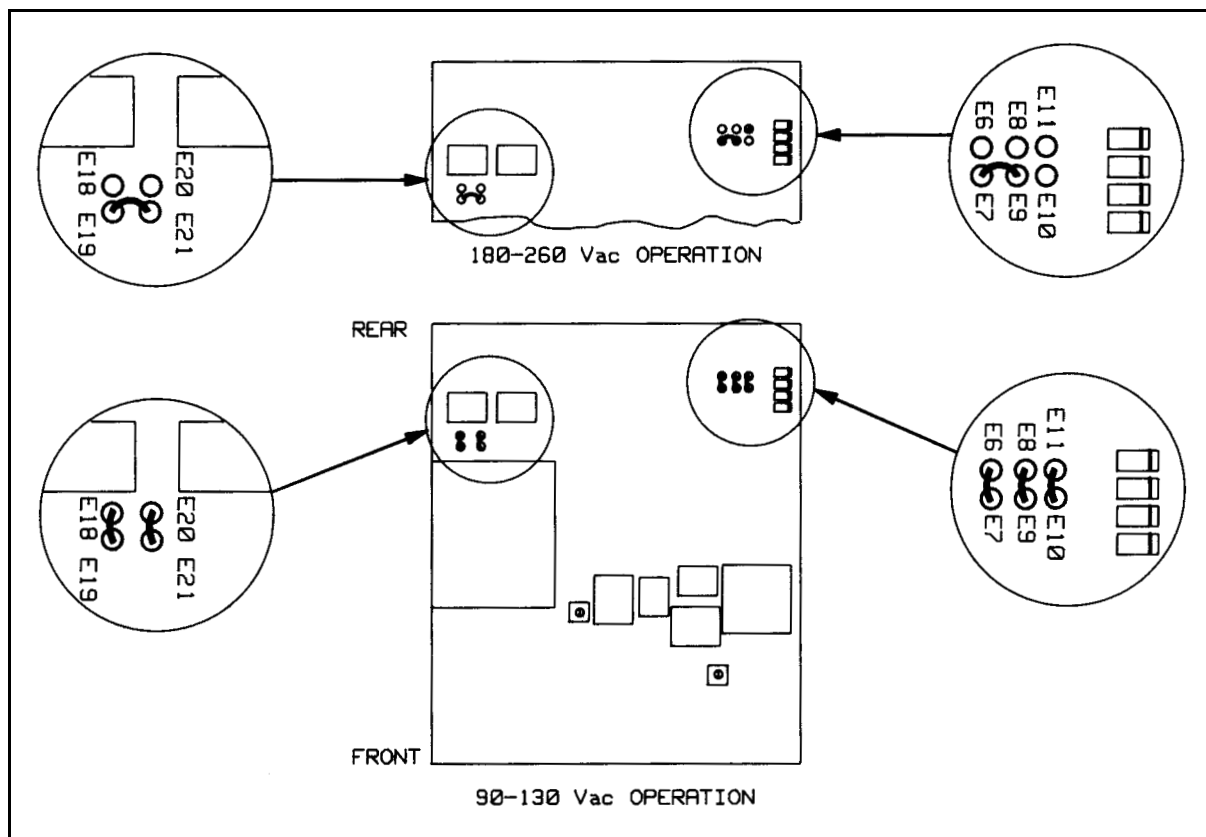 E18 E19
E20 E21
180-260 Vac OPERATION
E6
E8
E11
E7
E9
E10
REAR
E18 E19
E20 E21
E6
E8
E11
E7
E9
E10
FRONT
90-130 Vac OPERATION